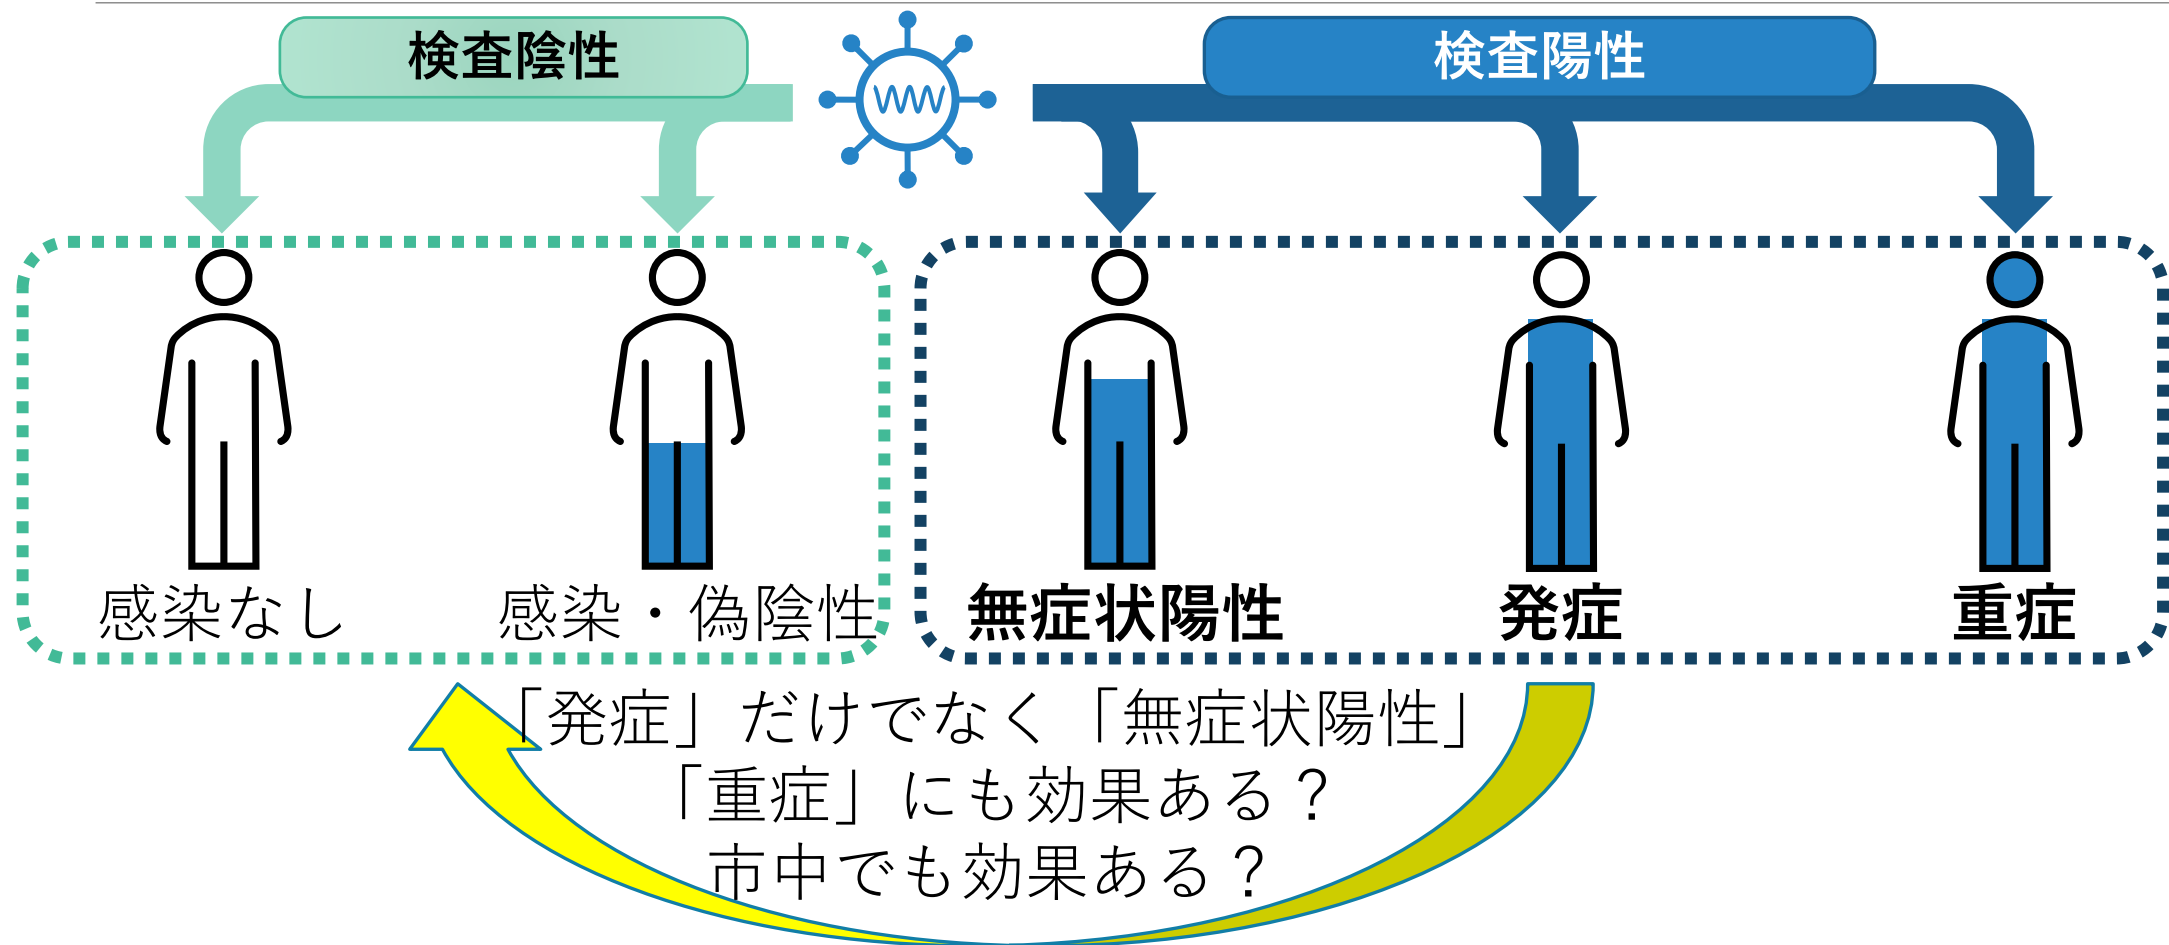 検査陰性
検査陽性
感染なし
感染・偽陰性
無症状陽性
発症
重症
「発症」だけでなく「無症状陽性」
「重症」にも効果ある？
市中でも効果ある？